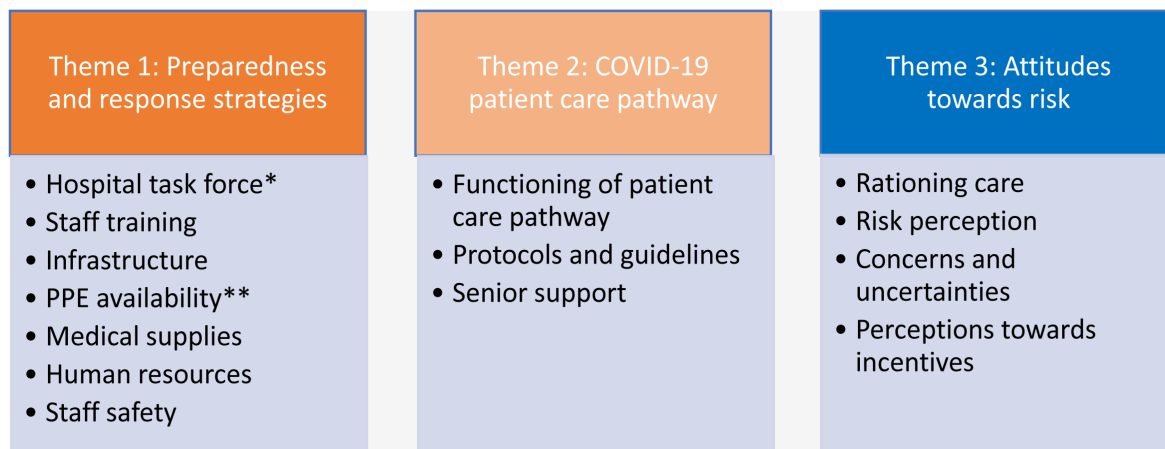 Theme 1: Preparedness
and response strategies
• Hospital task force*
• Staff training
• Infrastructure
• PPE availability**
• Medical supplies
• Human resources
• Staff safety
Theme 2: COVID-19
patient care pathway
• Functioning of patient
care pathway
• Protocols and guidelines
• Senior support
Theme 3: Attitudes
towards risk
• Rationing care
• Risk perception
• Concerns and
uncertainties
• Perceptions towards
incentives